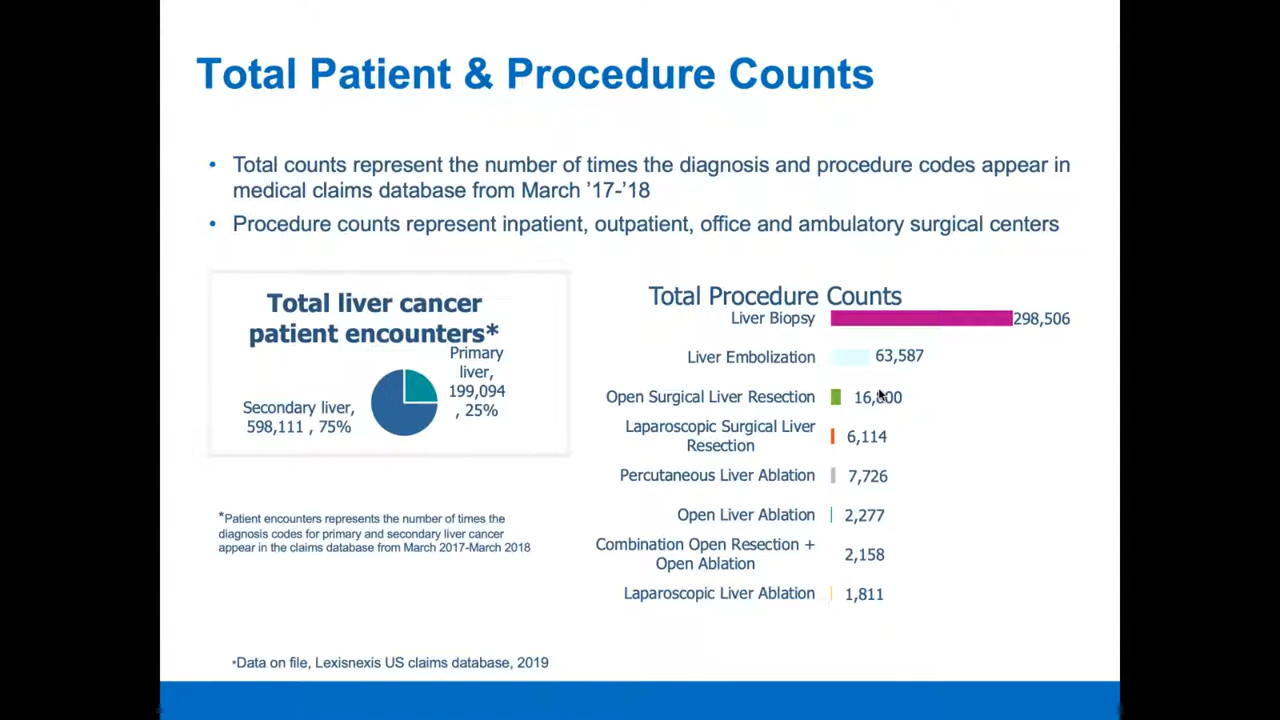 Total Patient & Procedure Counts
• Total counts represent the number of times the diagnosis and procedure codes appear in
medical claims database from March ’17-’18
• Procedure counts represent inpatient, outpatient, office and ambulatory surgical centers
Total liver cancer
patient encounters*
Primary
liver,
199,094
, 25%
Secondary liver,
598,111 , 75%
*Patient encounters represents the number of times the
diagnosis codes for primary and secondary liver cancer
appear in the claims database from March 2017-March 2018
Total Procedure Counts
Liver Biopsy 298,506
Liver Embolization 63,587
Open Surgical Liver Resection
Laparoscopic Surgical Liver
Resection 6,114
Percutaneous Liver Ablation 7,726
Open Liver Ablation 2,277
Combination Open Resection +
Open Ablation 2,158
Laparoscopic Liver Ablation 1,811
*Data on file, Lexisnexis US claims database, 2019